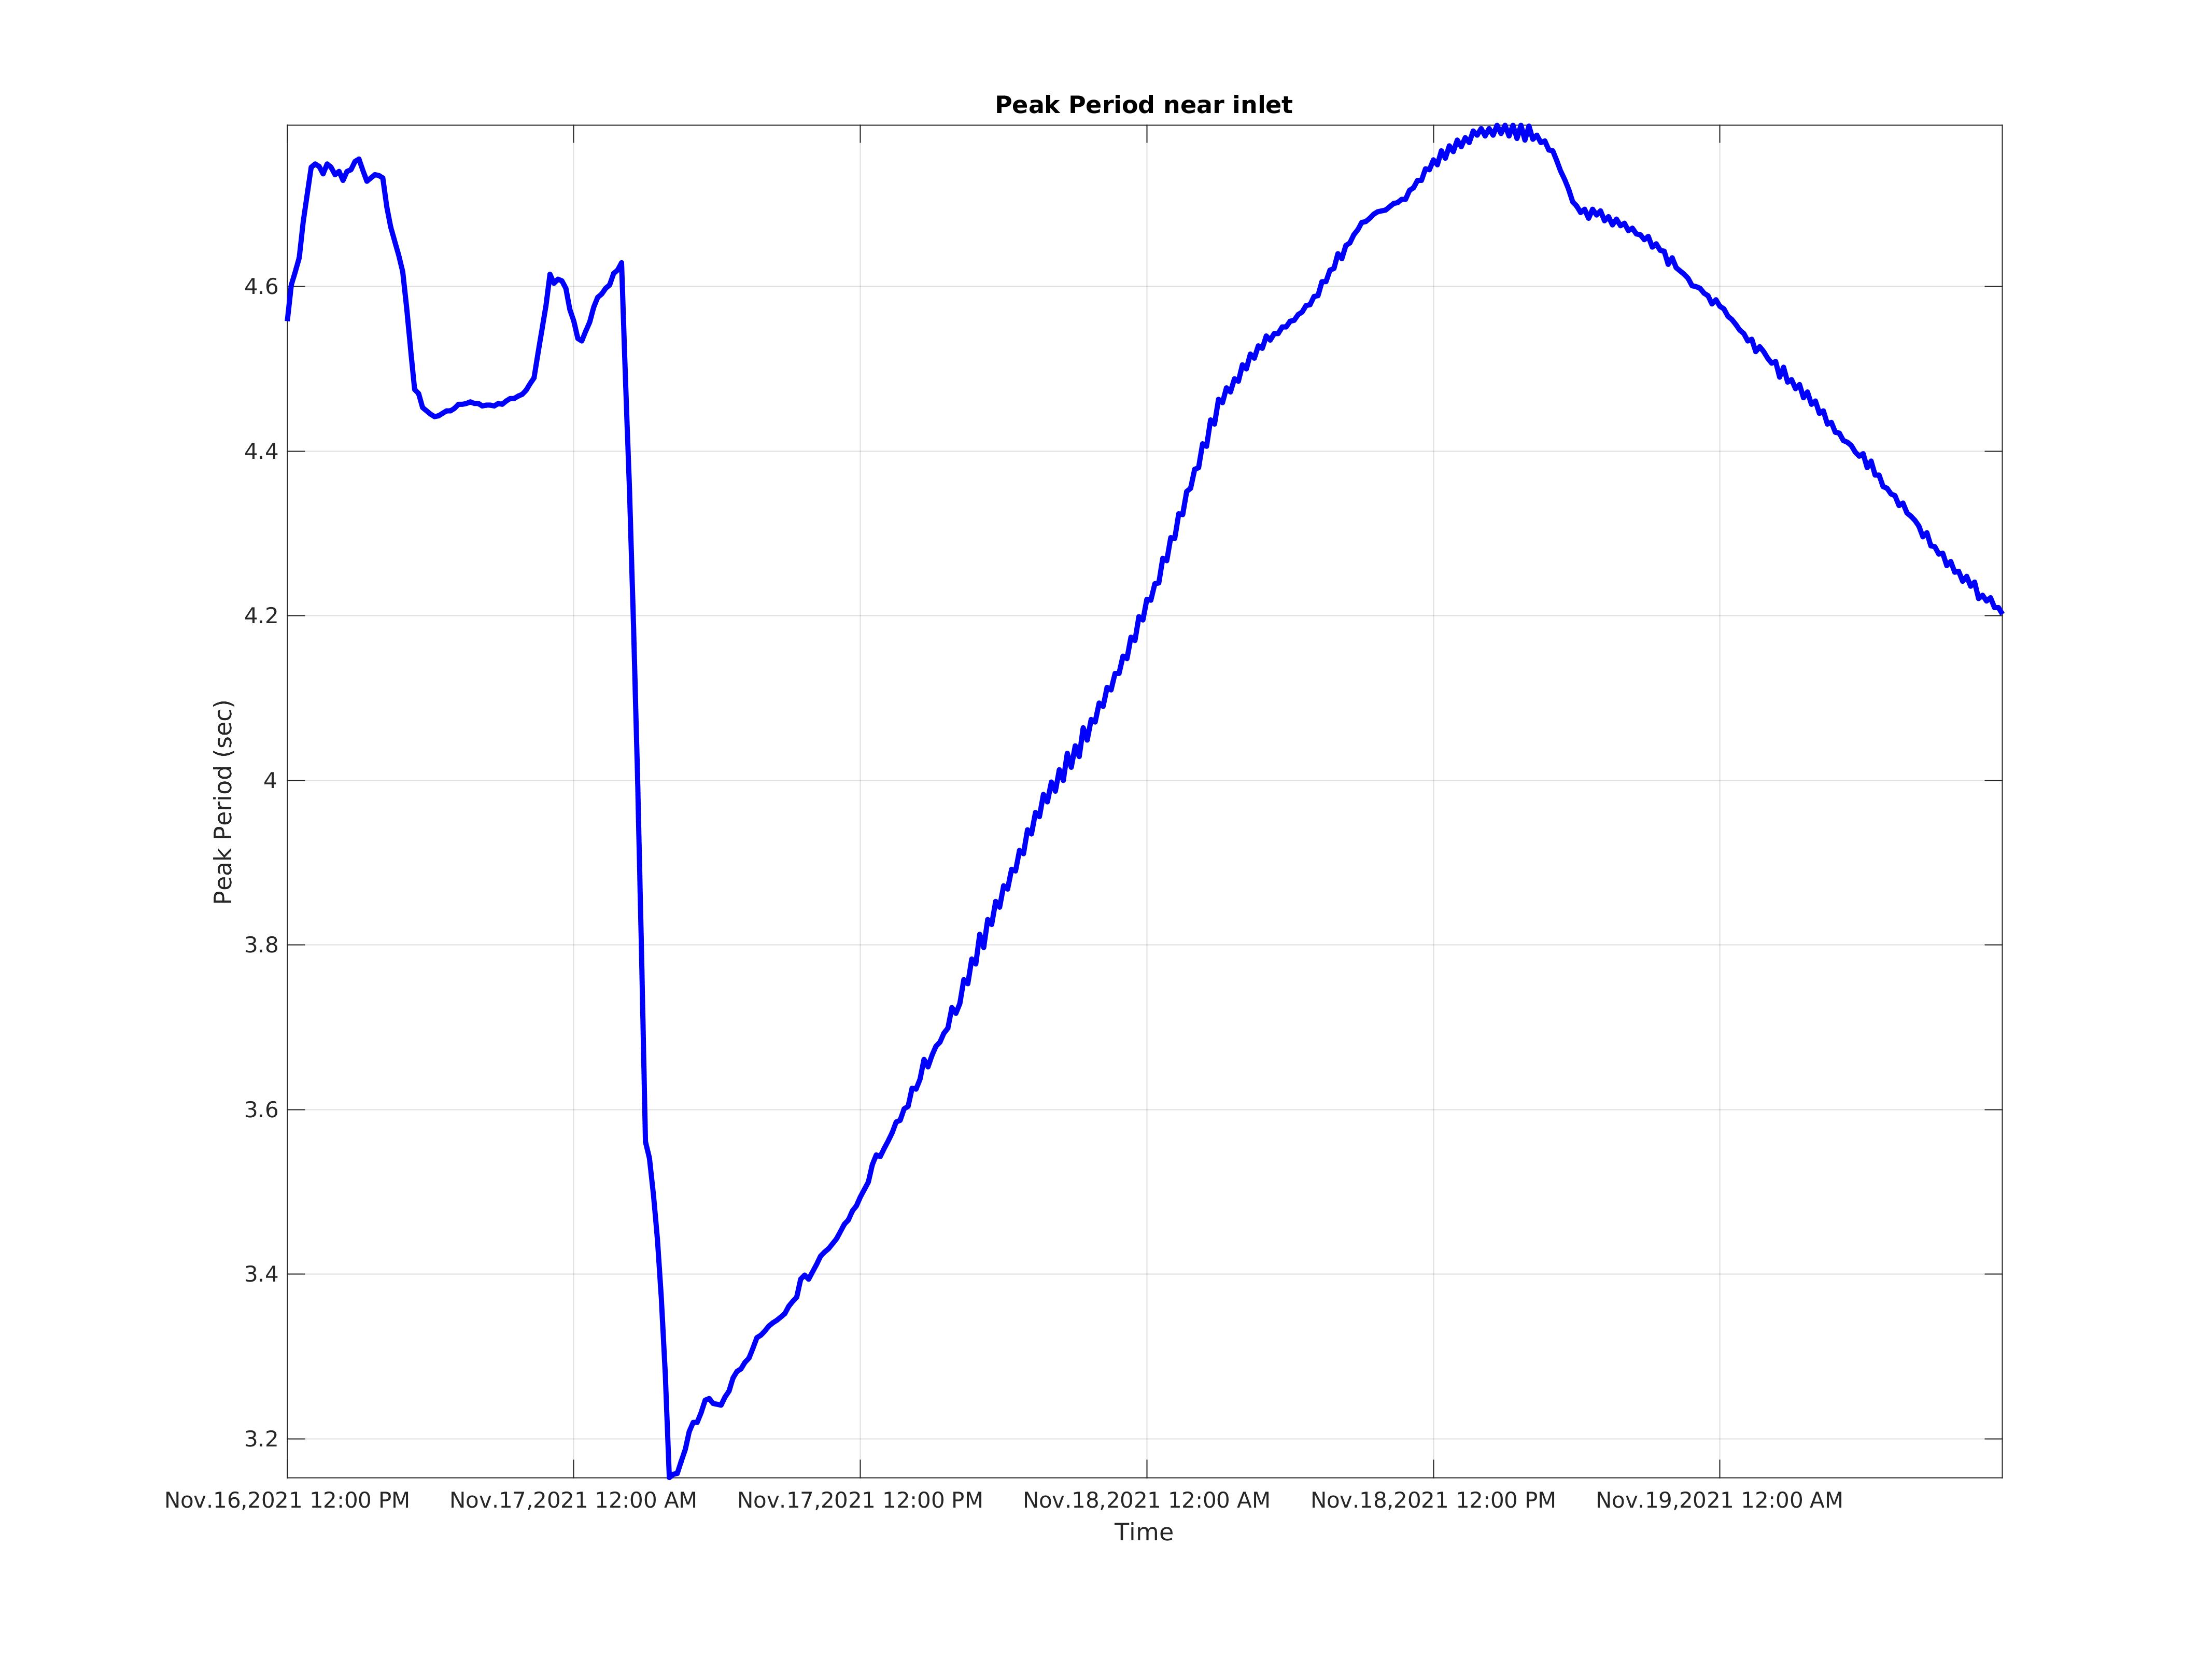 Peak Period near inlet
4.6
4.4
4.2
4
3.8
3.6
3.4
3.2
Peak Period (sec)
Nov.16,2021 12:00 PM Nov.17,2021 12:00 AM Nov.17,2021 12:00 PM Nov.18,2021 12:00 AM Nov.18,2021 12:00 PM Nov.19,2021 12:00 AM
Time